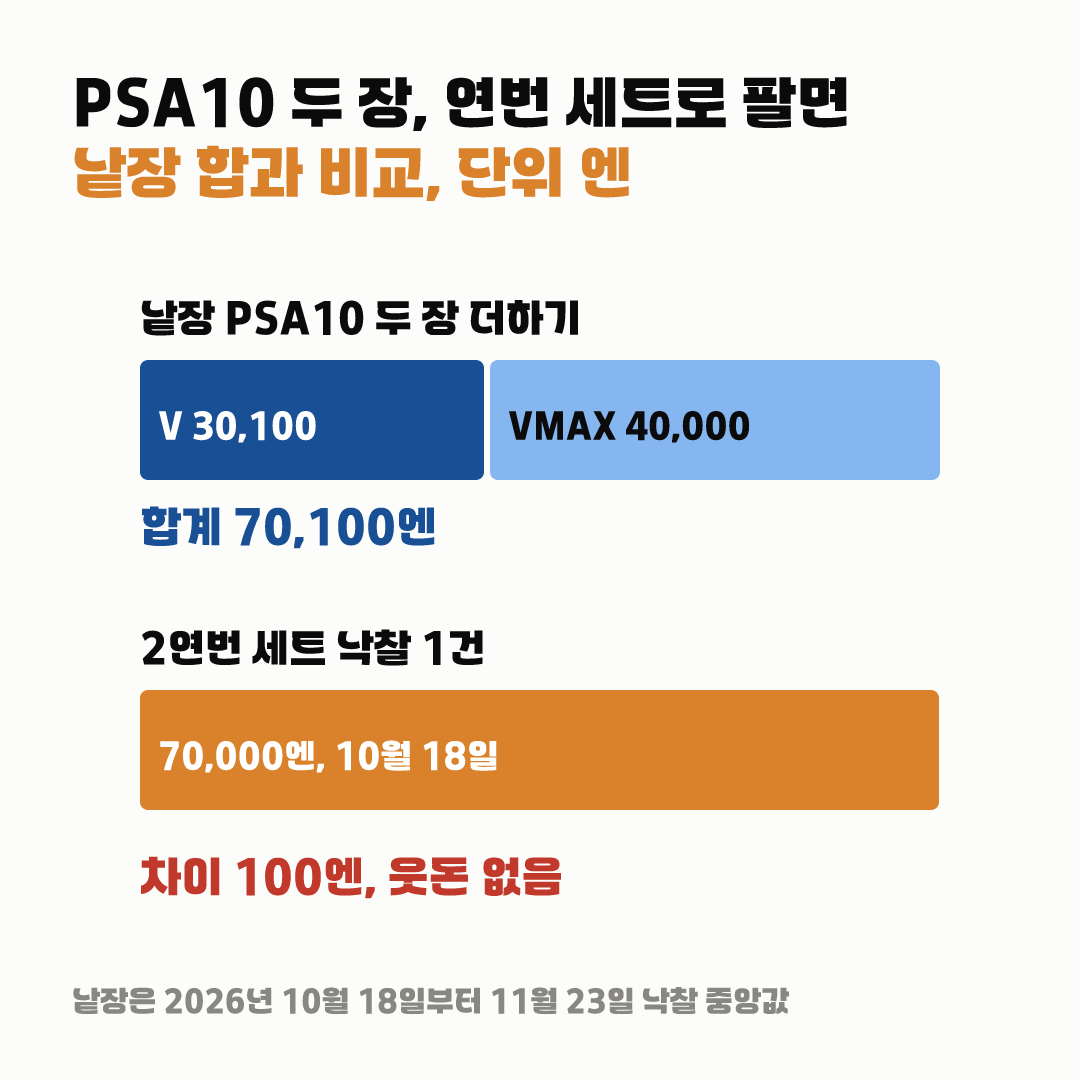 PSA10 두 장, 연번 세트로 팔면
낱장 합과 비교, 단위 엔
낱장 PSA10 두 장 더하기
V 30,100
VMAX 40,000
합계 70,100엔
2연번 세트 낙찰 1건
70,000엔, 10월 18일
차이 100엔, 웃돈 없음
낱장은 2026년 10월 18일부터 11월 23일 낙찰 중앙값